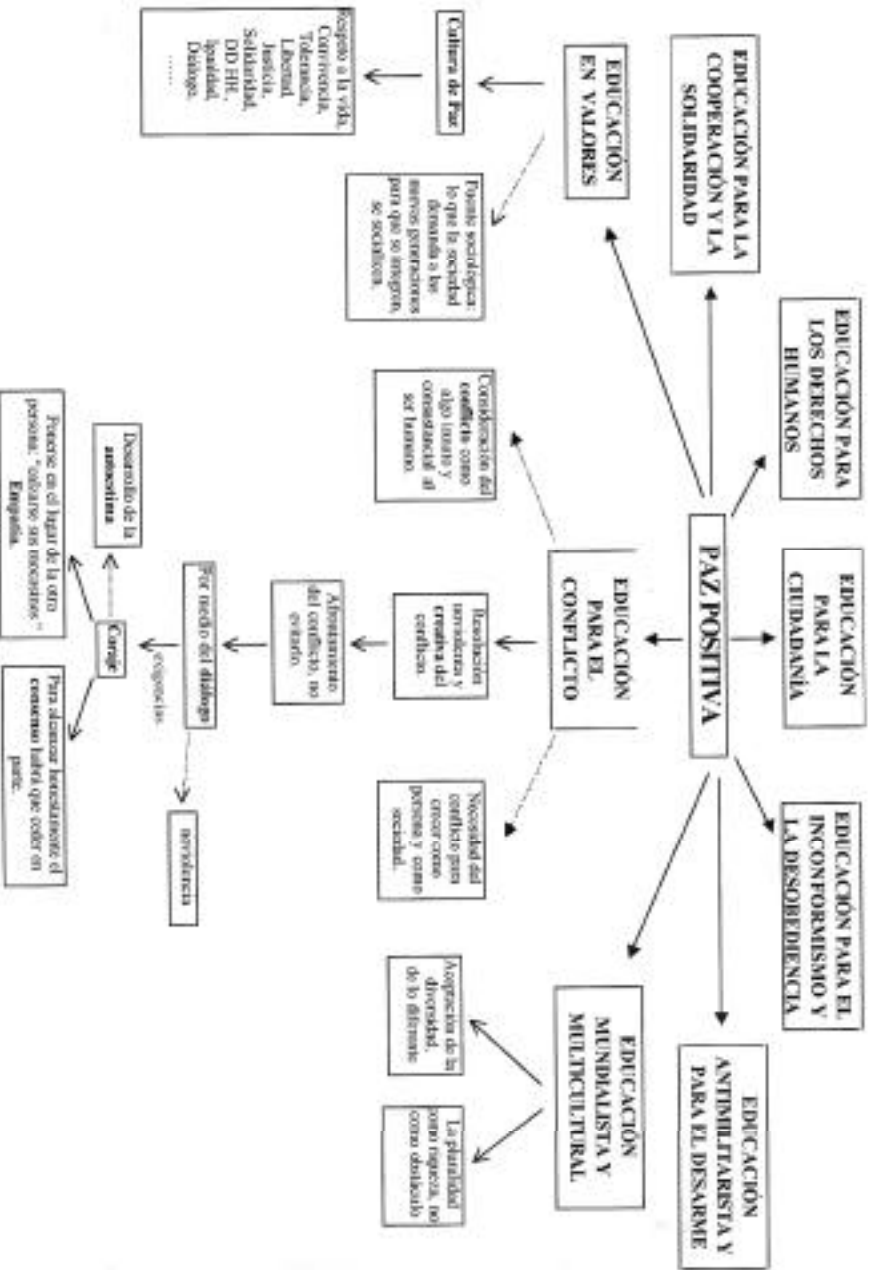 EDUCACIÓN PARA LOS DERECHOS HUMANOS
EDUCACIÓN PARA LA CIUDADANÍA
EDUCACIÓN PARA EL INCONFORMISMO Y LA DESOBEDIENCIA
EDUCACIÓN PARA LA
COOPERACIÓN Y LA
SOLIDARIDAD
PAZ POSITIVA
EDUCACIÓN
ANTIMILITARISTA Y
PARA EL DESARME
EDUCACIÓN
EN VALORES
EDUCACIÓN
PARA EL
CONFLICTO
EDUCACIÓN
MUNDIALISTA Y
MULTICULTURAL
Cultura de Paz
Fuente sociológica:
lo que la sociedad
demanda a las
nuevas generaciones
para que se integren,
se socialicen.
Consideración del
conflicto como
algo innato y
consustancial al
ser humano.
Resolución
noviolenta y
creativa del
conflicto.
Necesidad del
conflicto para
crecer como
persona y como
sociedad.
Aceptación de la
diversidad,
de lo diferente
La pluralidad
como riqueza, no
como obstáculo
Respeto a la vida,
Convivencia,
Tolerancia,
Libertad,
Justicia,
Solidaridad,
DD HH,
Igualdad,
Diálogo,
......
Afrontamiento
del conflicto, no
evitarlo.
Por medio del diálogo
noviolencia
exigencias
Desarrollo de la
autoestima
Coraje
Ponerse en el lugar de la otra
persona: "calzarse sus mocasines"
Empatía.
Para alcanzar honestamente el
consenso habrá que ceder en
parte.